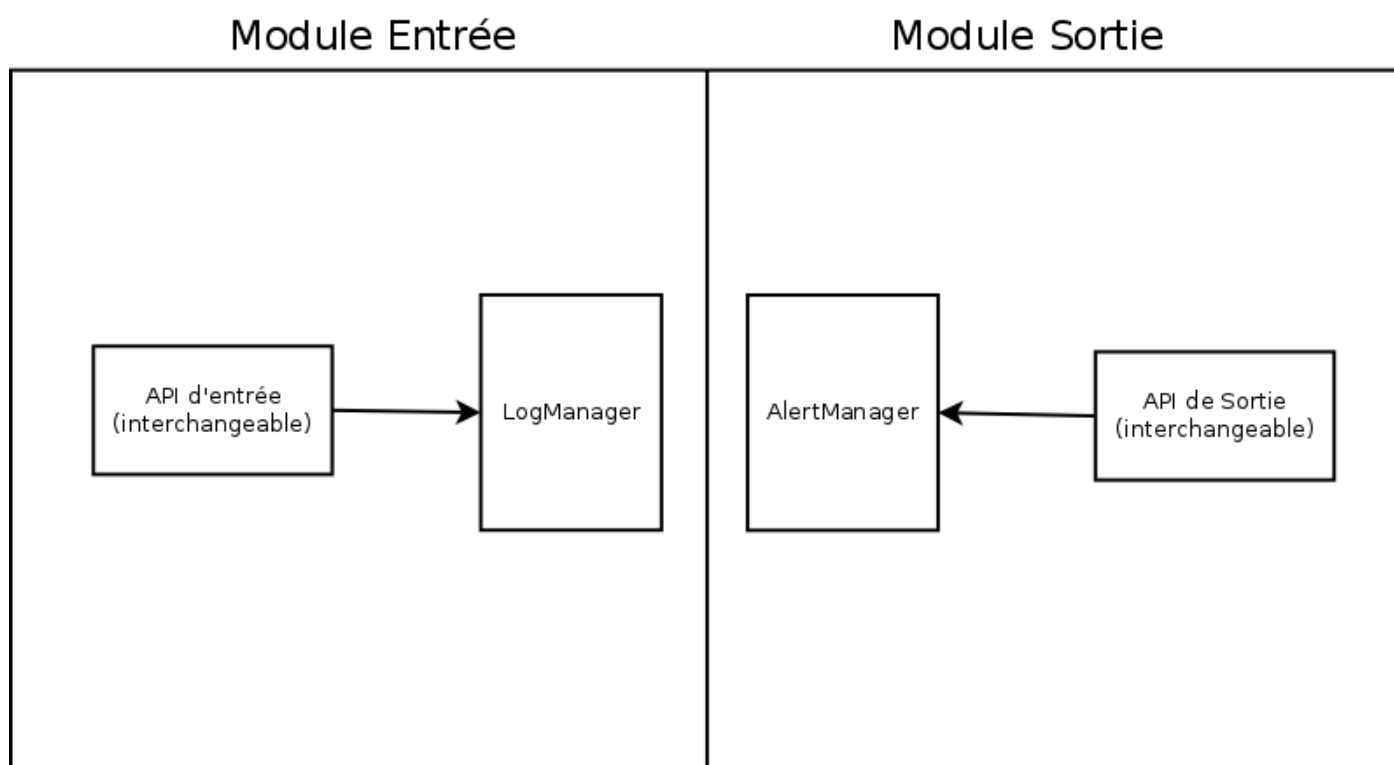 Module Entrée
Module Sortie
API d'entrée
(interchangeable)
LogManager
AlertManager
API de Sortie
(interchangeable)